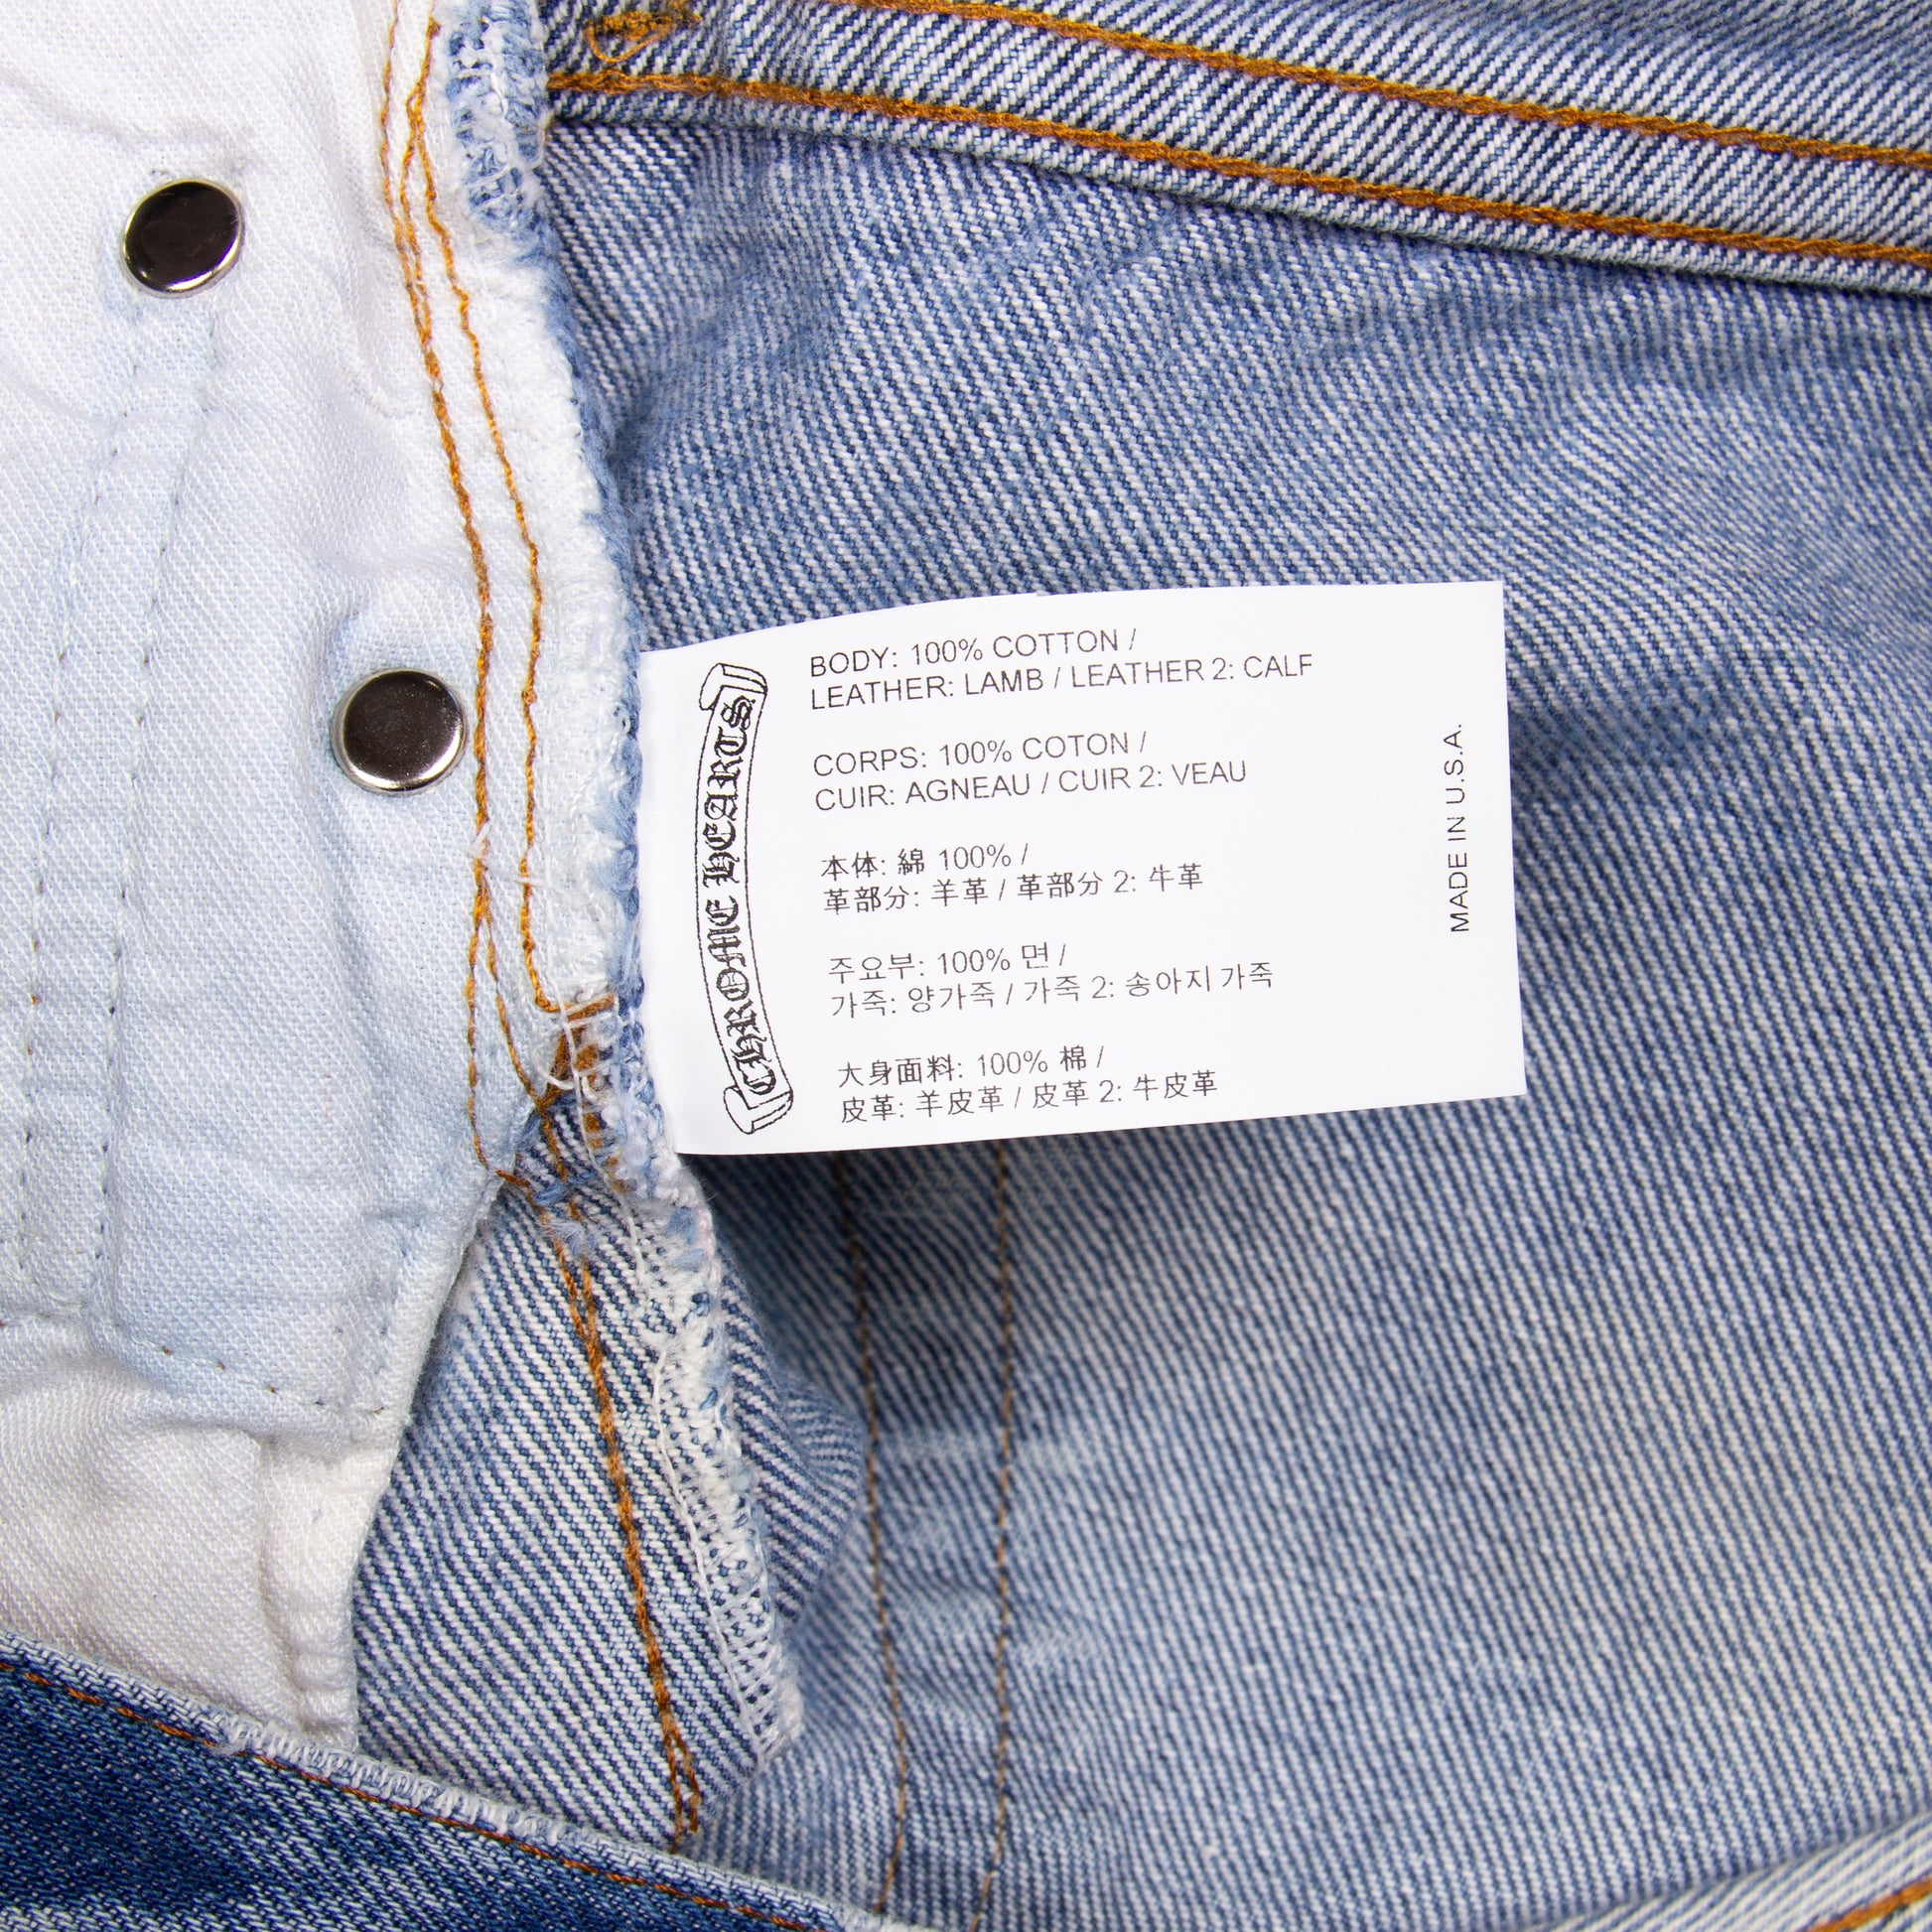 CHROME HEARTS
BODY: 100% COTTON /
LEATHER: LAMB / LEATHER 2: CALF
CORPS: 100% COTON /
CUIR: AGNEAU / CUIR 2: VEAU
本体: 綿 100% /
革部分: 羊革 / 革部分 2: 牛革
주요부: 100% 면 /
가죽: 양가죽 / 가죽 2: 송아지 가죽
大身面料: 100% 棉 /
皮革: 羊皮革 / 皮革 2: 牛皮革
MADE IN U.S.A.